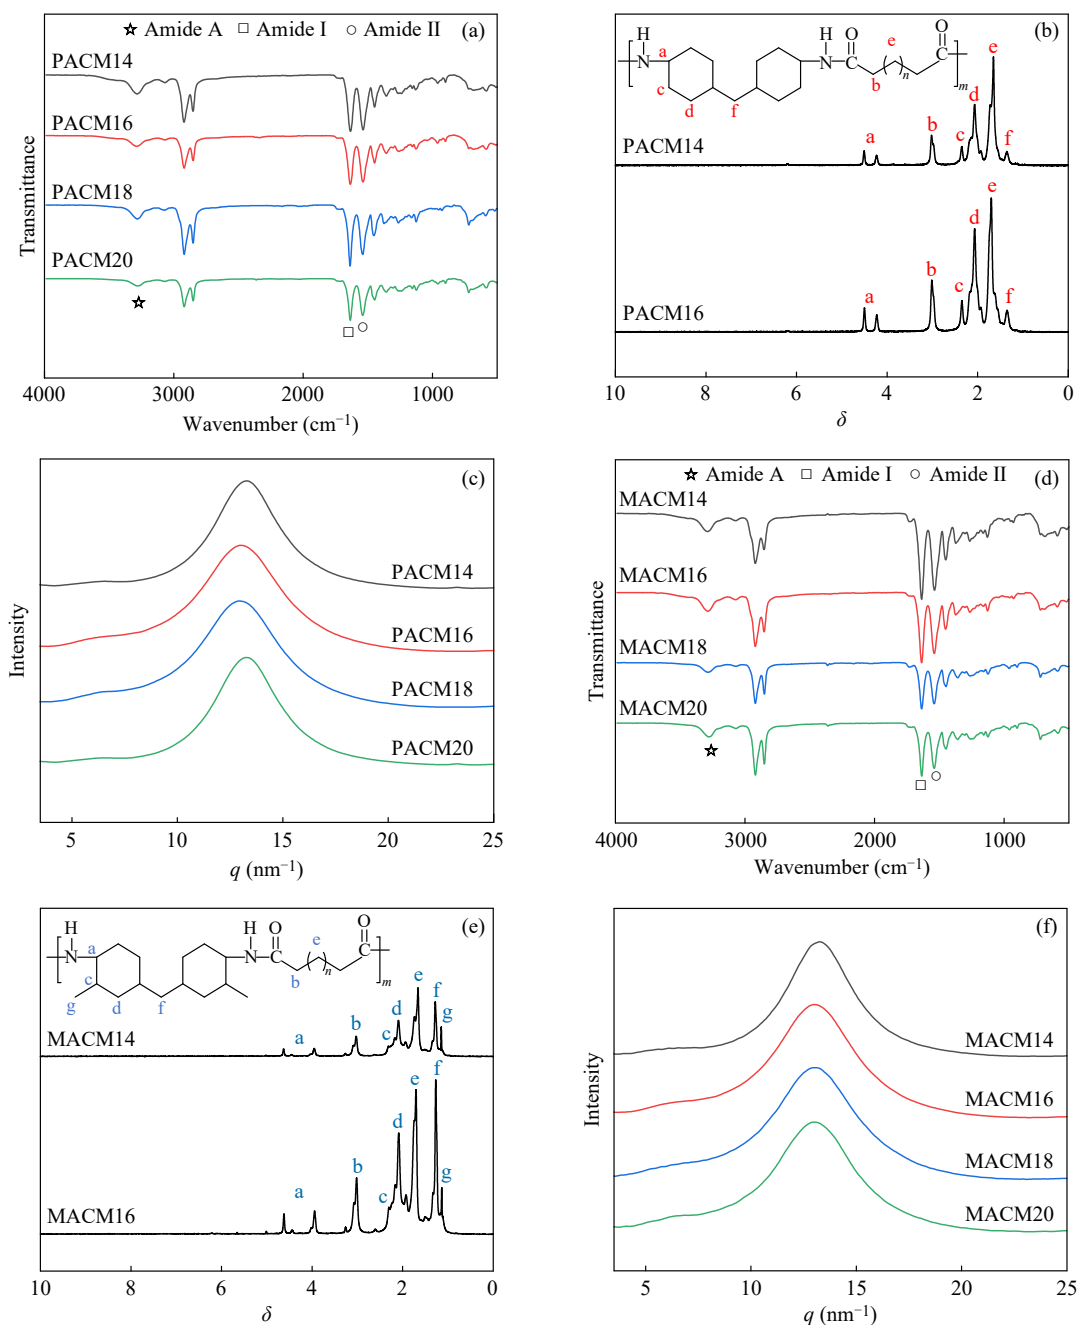 ☆ Amide A □ Amide I ○ Amide II (a)
PACM14
PACM16
PACM18
PACM20
Transmittance
4000 3000 2000 1000
Wavenumber (cm⁻¹)
(b)
H
N
a
c
d
f
H
N
O
e
n
b
O
m
PACM14
a b c d e f
PACM16
a b c d e f
10 8 6 4 2 0
δ
(c)
PACM14
PACM16
PACM18
PACM20
Intensity
5 10 15 20 25
q (nm⁻¹)
☆ Amide A □ Amide I ○ Amide II (d)
MACM14
MACM16
MACM18
MACM20
Transmittance
4000 3000 2000 1000
Wavenumber (cm⁻¹)
(e)
H
N
a
c
g
d
f
H
N
O
e
n
b
O
m
MACM14
a b c d e f g
MACM16
a b c d e f g
10 8 6 4 2 0
δ
(f)
MACM14
MACM16
MACM18
MACM20
Intensity
5 10 15 20 25
q (nm⁻¹)